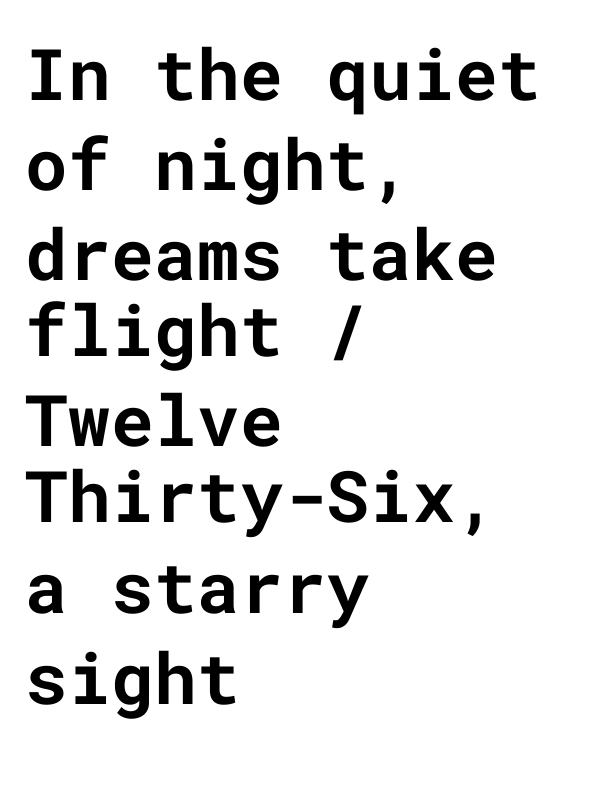 In the quiet
of night,
dreams take
flight /
Twelve
Thirty-Six,
a starry
sight